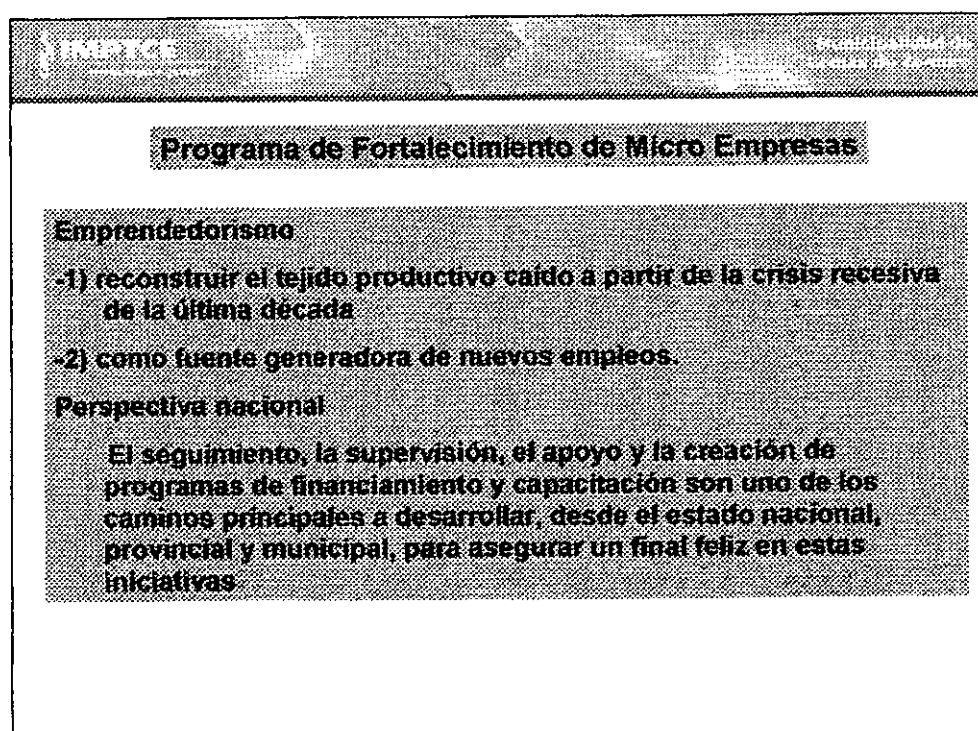 IMPTCE
Programa de Fortalecimiento de Micro Empresas
Emprendedorismo
-1) reconstruir el tejido productivo caído a partir de la crisis recesiva
de la última década
-2) como fuente generadora de nuevos empleos.
Perspectiva nacional
El seguimiento, la supervisión, el apoyo y la creación de
programas de financiamiento y capacitación son uno de los
caminos principales a desarrollar, desde el estado nacional,
provincial y municipal, para asegurar un final feliz en estas
iniciativas